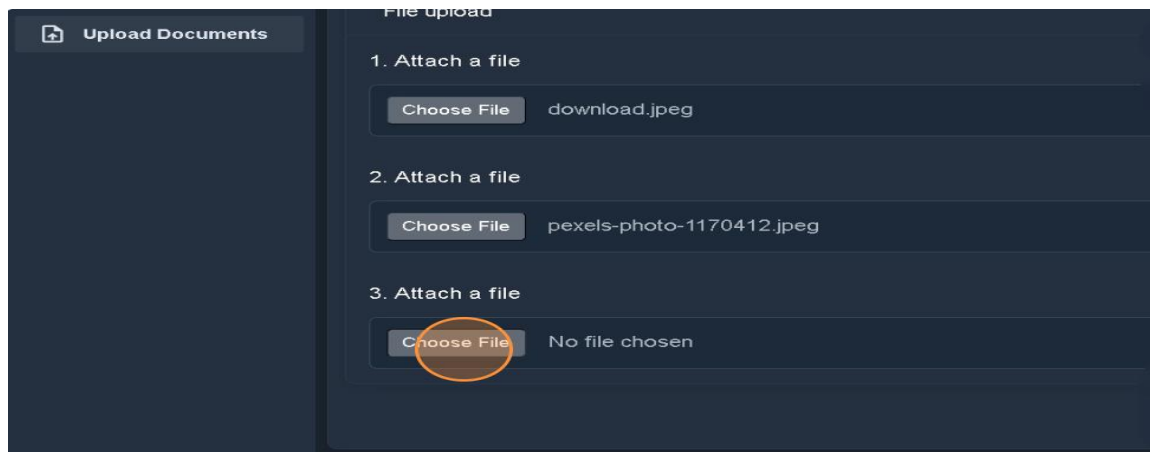 File upload
Upload Documents
1. Attach a file
Choose File download.jpeg
2. Attach a file
Choose File pexels-photo-1170412.jpeg
3. Attach a file
Choose File No file chosen